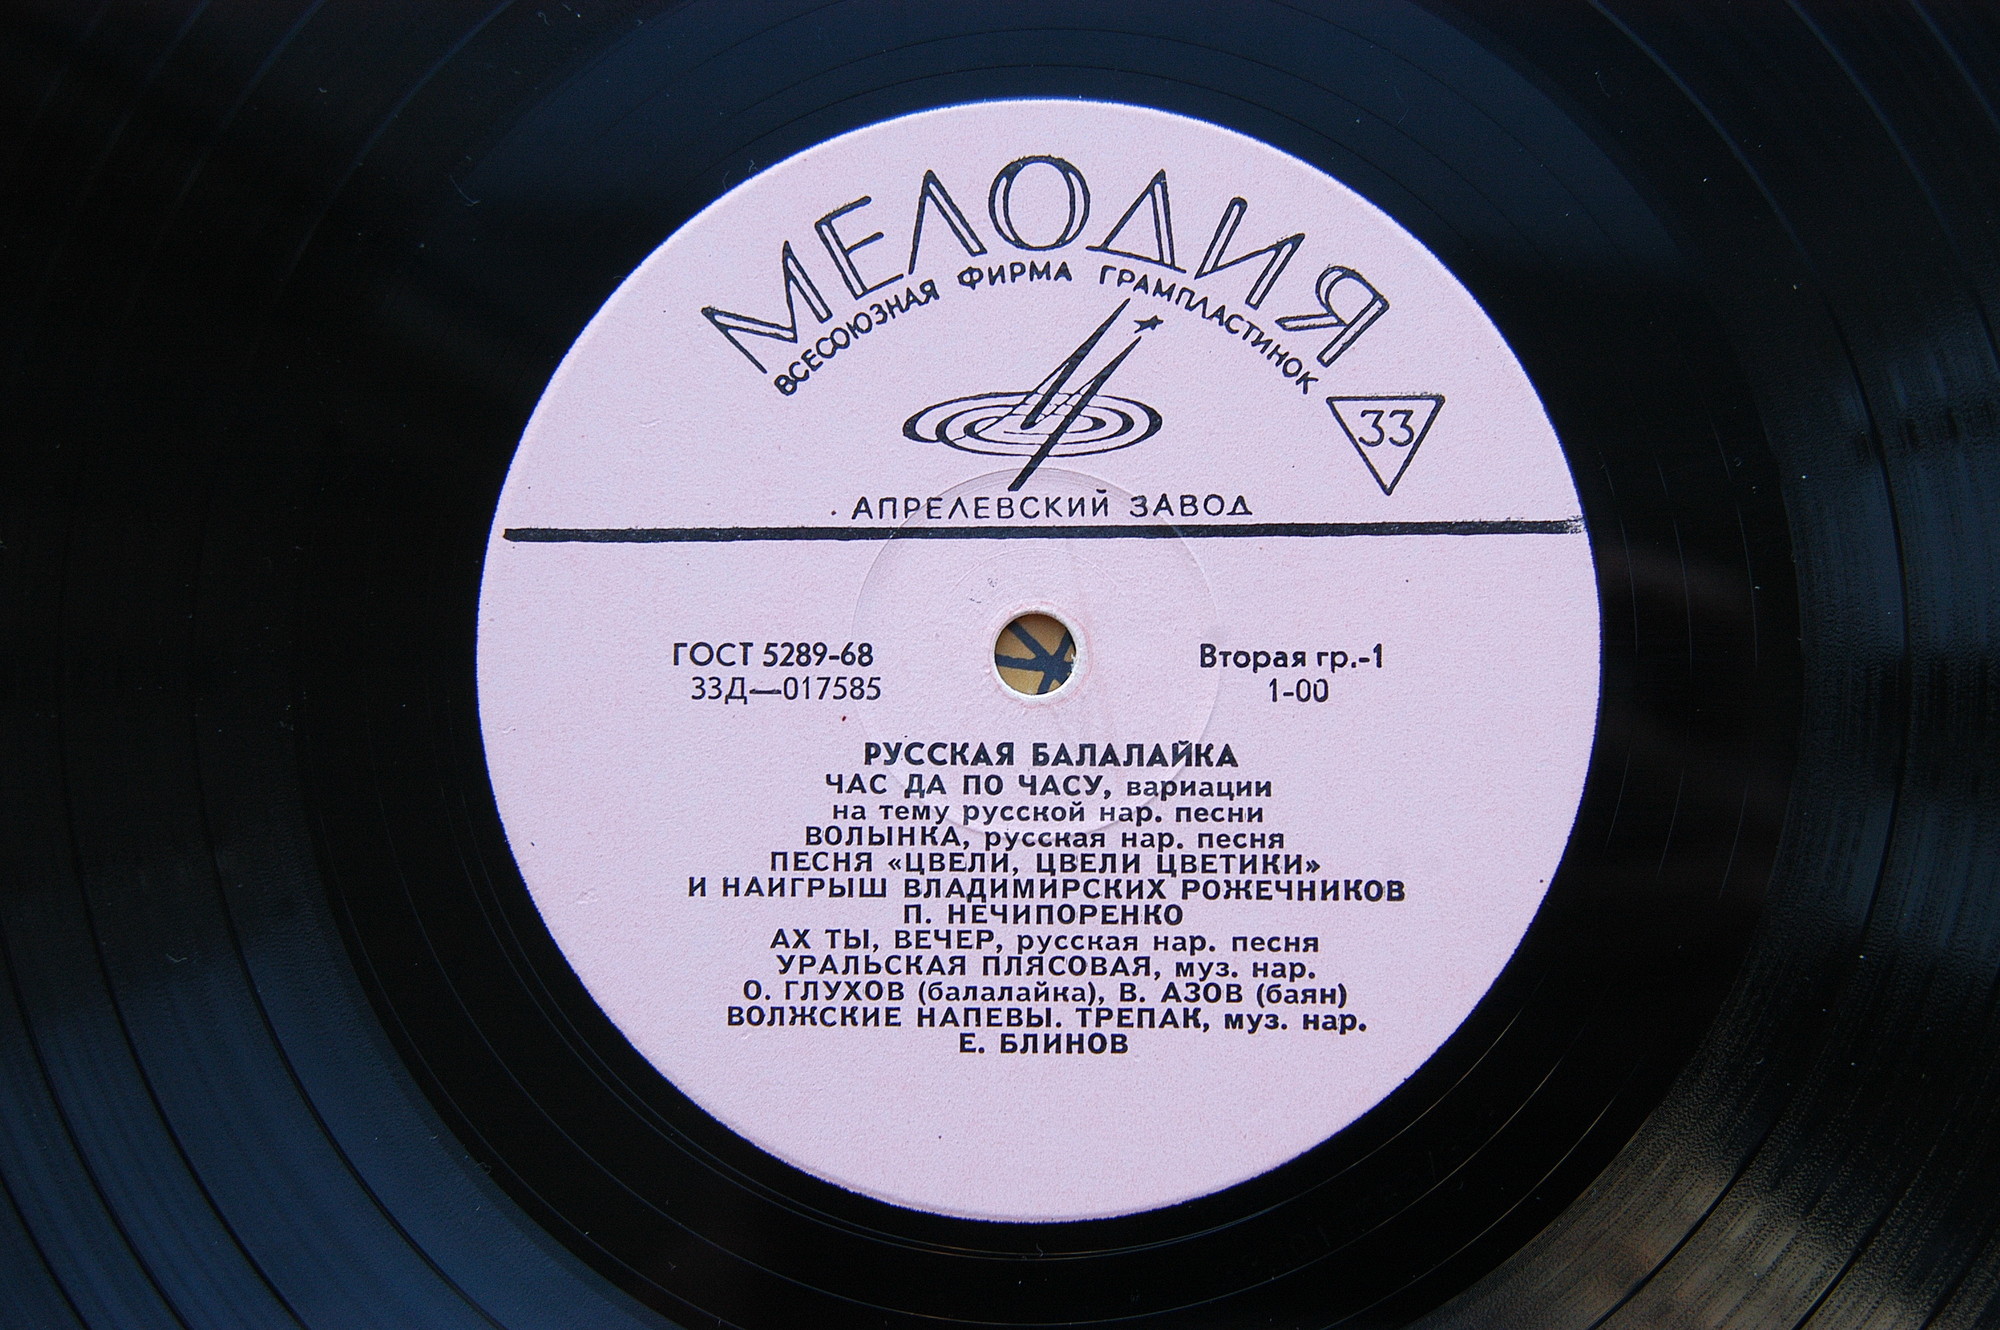 МЕЛОДИЯ
ВСЕСОЮЗНАЯ ФИРМА ГРАМПЛАСТИНОК
33
АПРЕЛЕВСКИЙ ЗАВОД
ГОСТ 5289-68
33Д—017585
Вторая гр.-1
1-00
РУССКАЯ БАЛАЛАЙКА
ЧАС ДА ПО ЧАСУ, вариации
на тему русской нар. песни
ВОЛЫНКА, русская нар. песня
ПЕСНЯ «ЦВЕЛИ, ЦВЕЛИ ЦВЕТИКИ»
И НАИГРЫШ ВЛАДИМИРСКИХ РОЖЕЧНИКОВ
П. НЕЧИПОРЕНКО
АХ ТЫ, ВЕЧЕР, русская нар. песня
УРАЛЬСКАЯ ПЛЯСОВАЯ, муз. нар.
О. ГЛУХОВ (балалайка), В. АЗОВ (баян)
ВОЛЖСКИЕ НАПЕВЫ. ТРЕПАК, муз. нар.
Е. БЛИНОВ